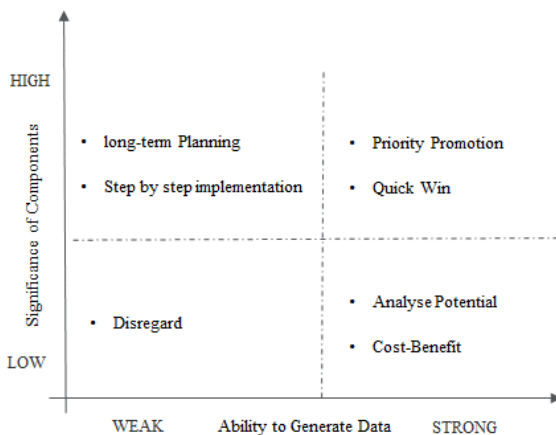 HIGH
Significance of Components
• long-term Planning
• Step by step implementation
• Priority Promotion
• Quick Win
• Disregard
• Analyse Potential
• Cost-Benefit
LOW
WEAK
Ability to Generate Data
STRONG